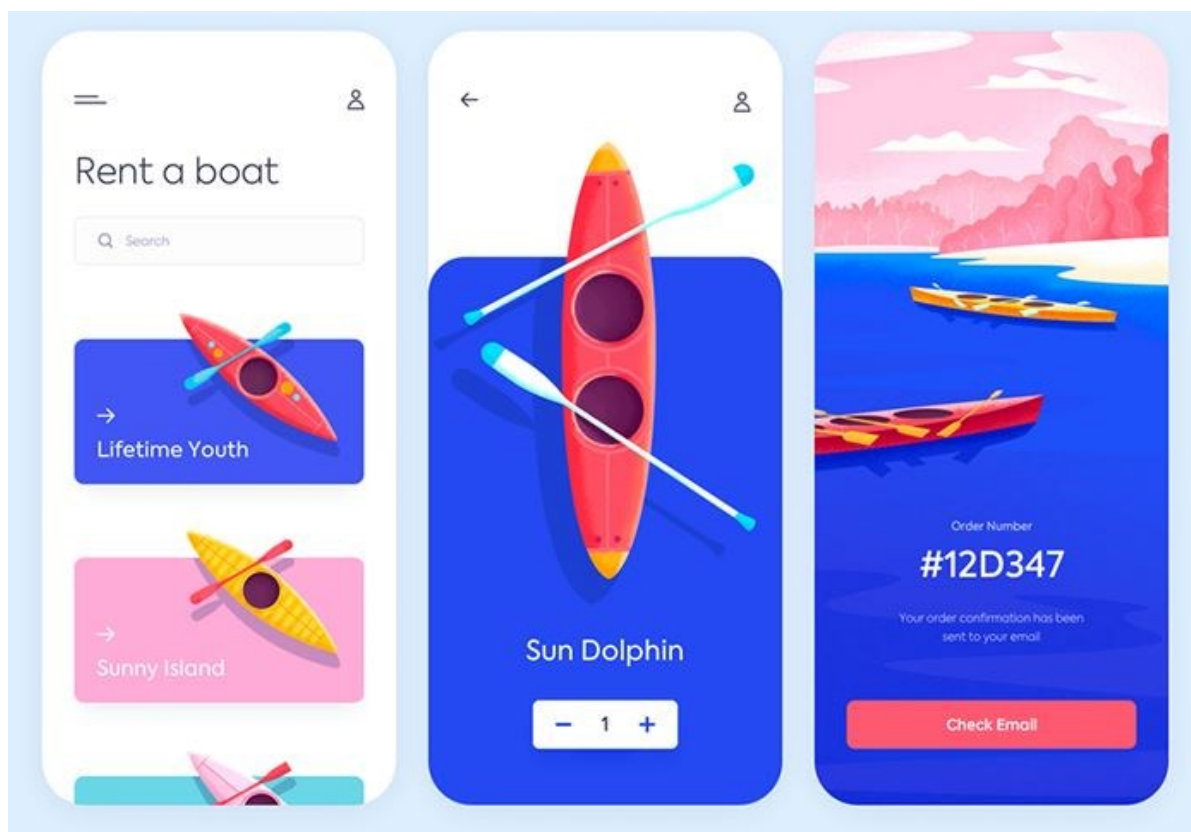 Rent a boat
Search
Lifetime Youth
Sunny Island
Sun Dolphin
1
Order Number
#12D347
Your order confirmation has been
sent to your email
Check Email